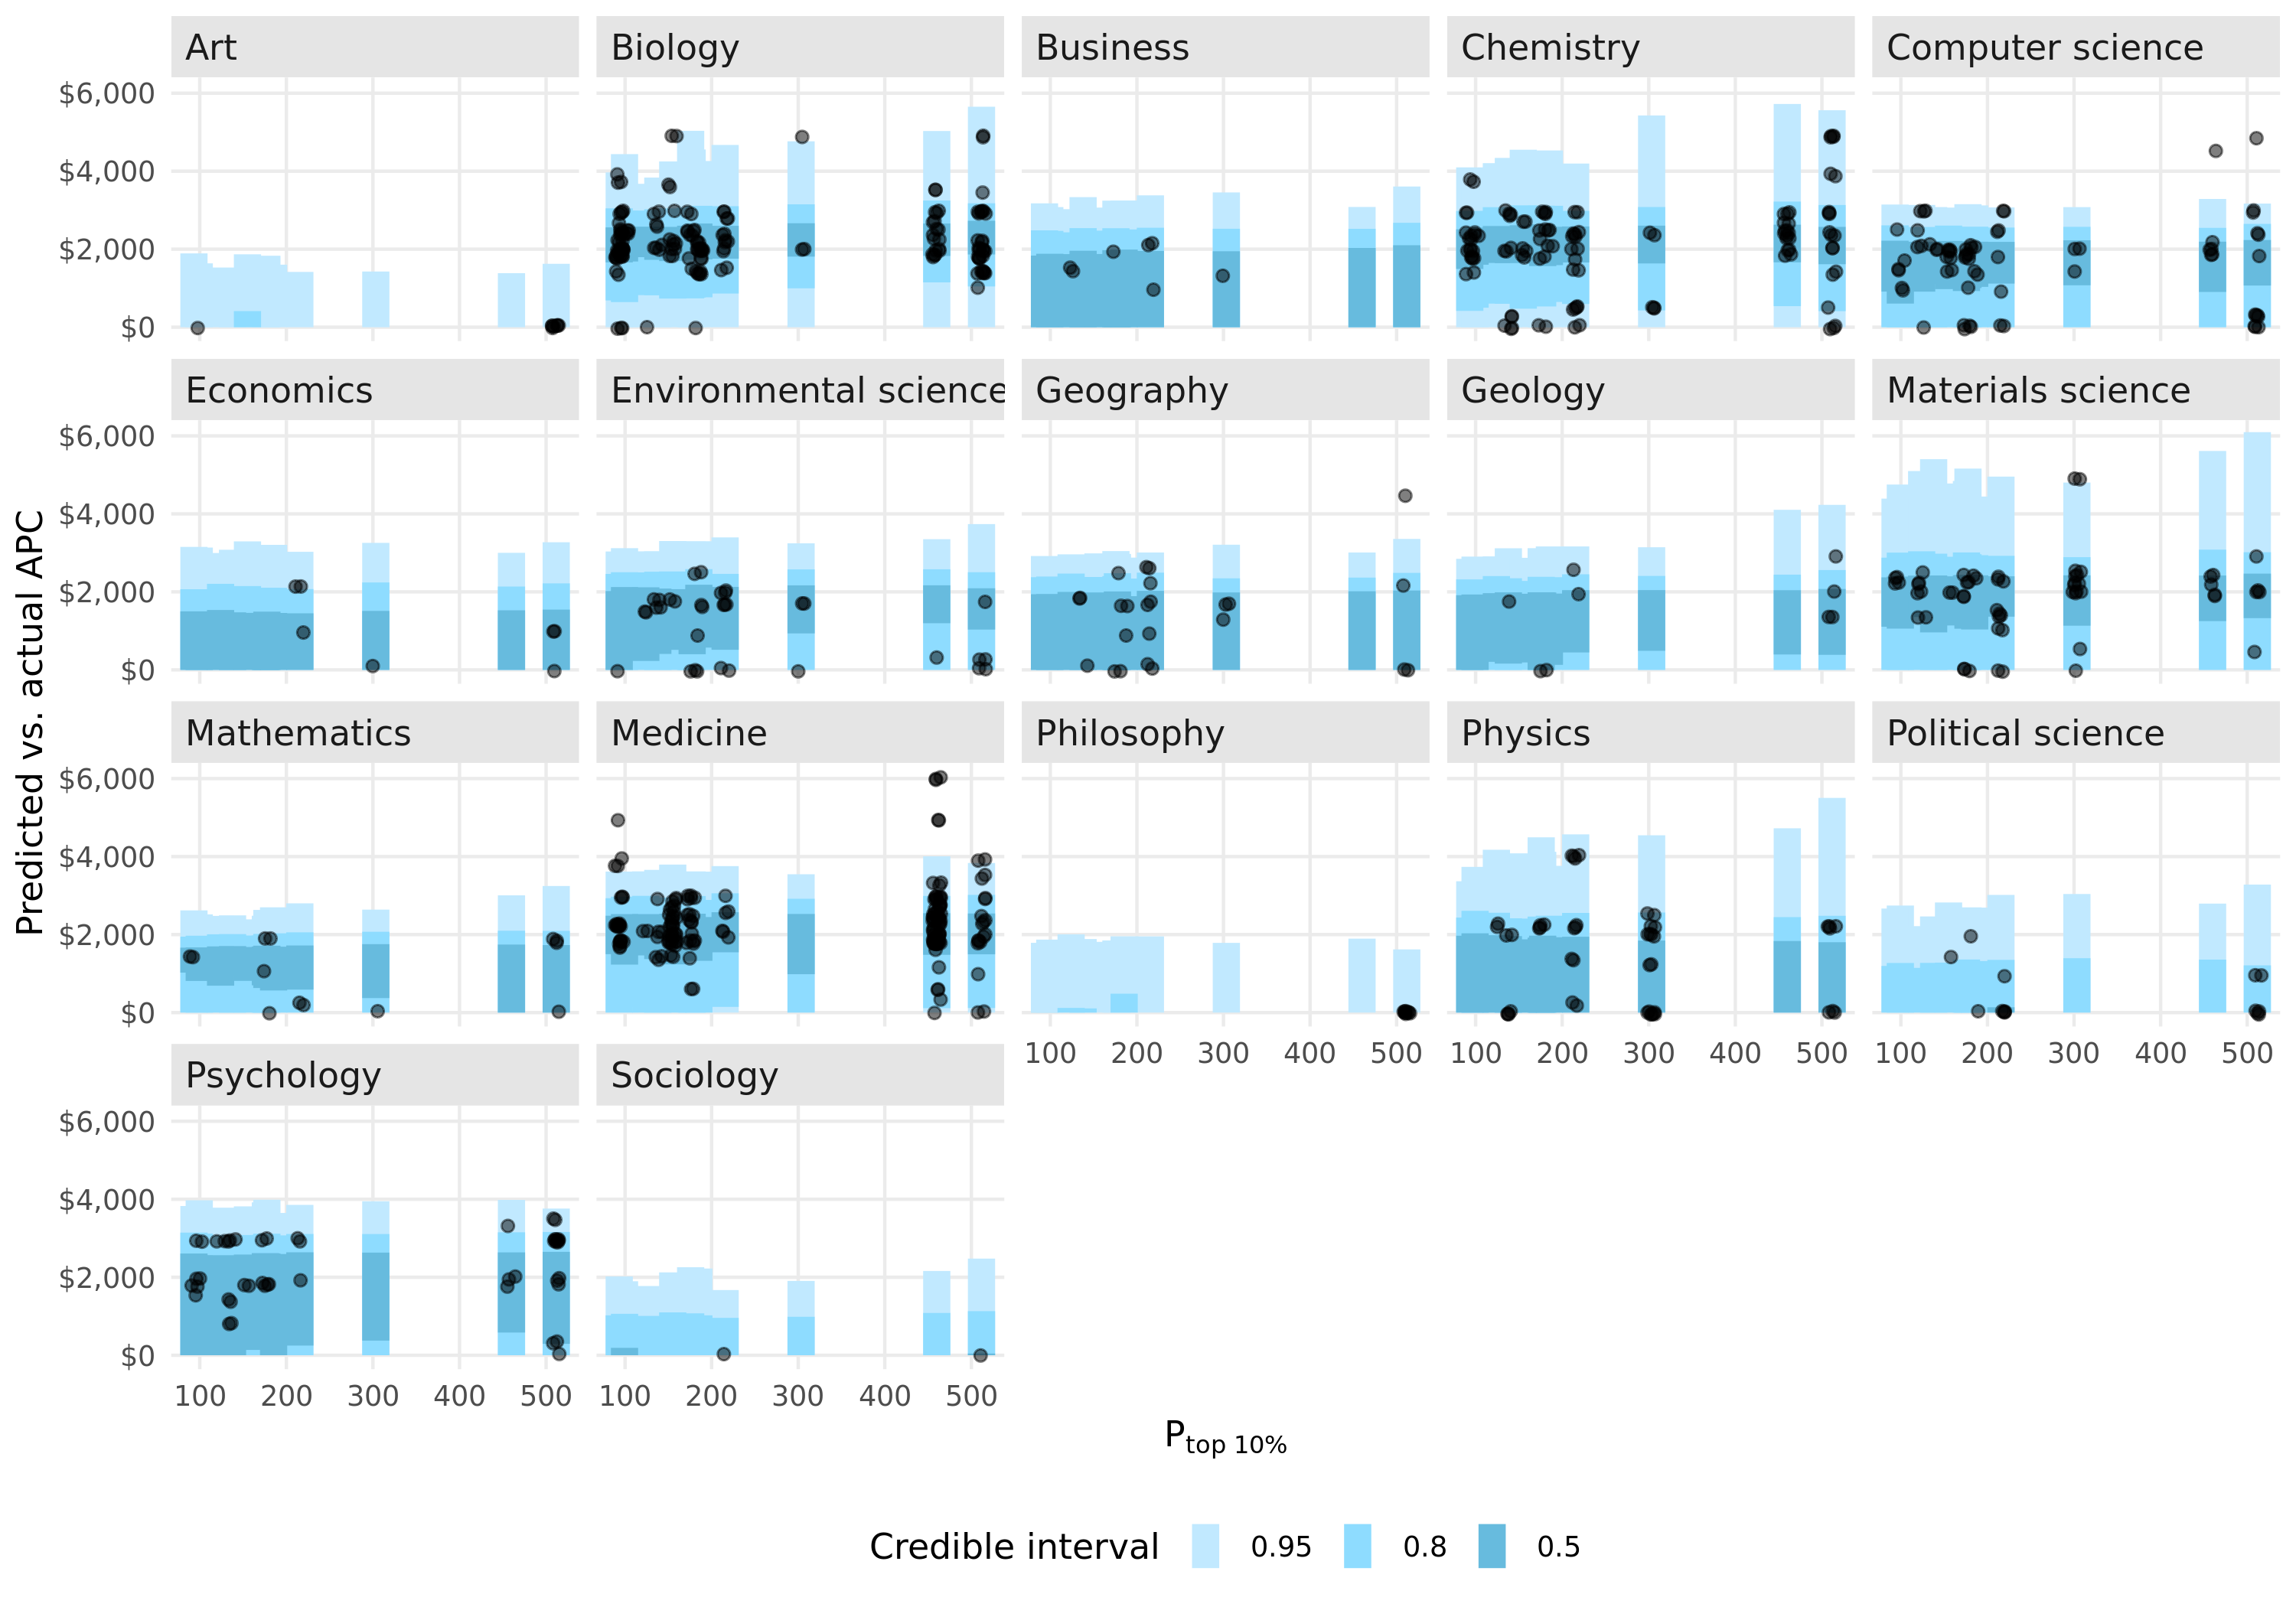 Art Biology Business Chemistry Computer science
$6,000
$4,000
$2,000
$0
Economics Environmental science Geography Geology Materials science
$6,000
$4,000
$2,000
$0
Mathematics Medicine Philosophy Physics Political science
$6,000
$4,000
$2,000
$0
100 200 300 400 500 100 200 300 400 500 100 200 300 400 500
Psychology Sociology
$6,000
$4,000
$2,000
$0
100 200 300 400 500 100 200 300 400 500
Predicted vs. actual APC
P top 10%
Credible interval 0.95 0.8 0.5